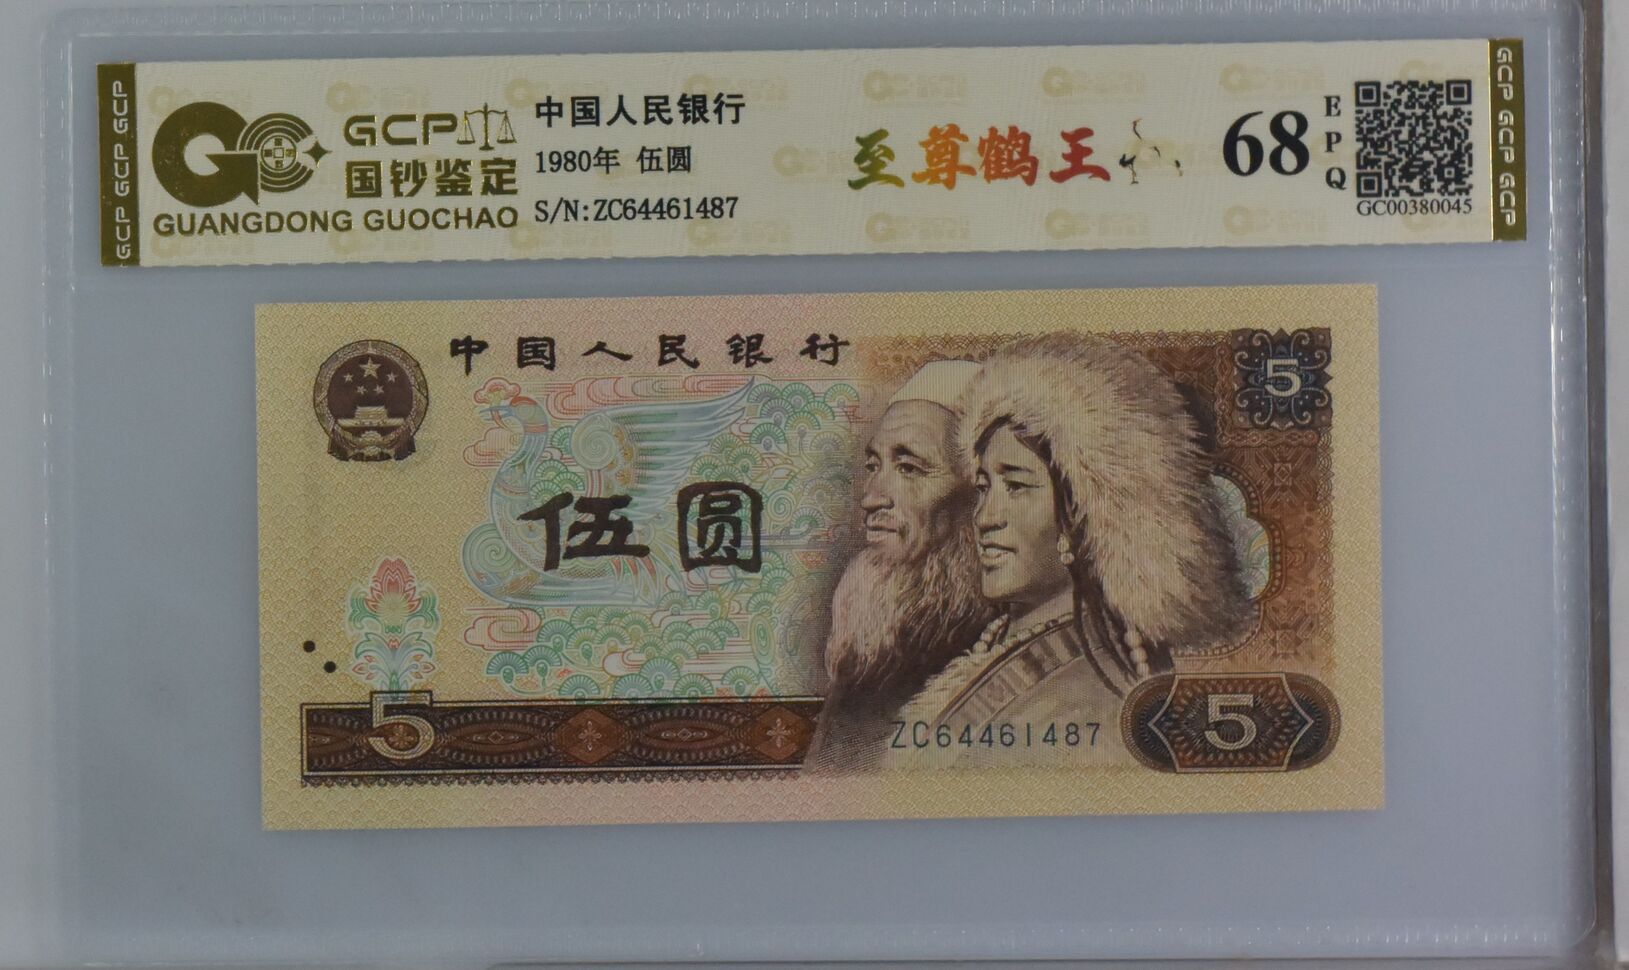 GCP GCP GCP
GCP
国钞鉴定
GUANGDONG GUOCHAO
中国人民银行
1980年 伍圆
S/N:ZC64461487
至尊鹤王
68
EPQ
GC00380045
GCP GCP GCP GCP
中国人民银行
5
伍圆
5
ZC64461487
5